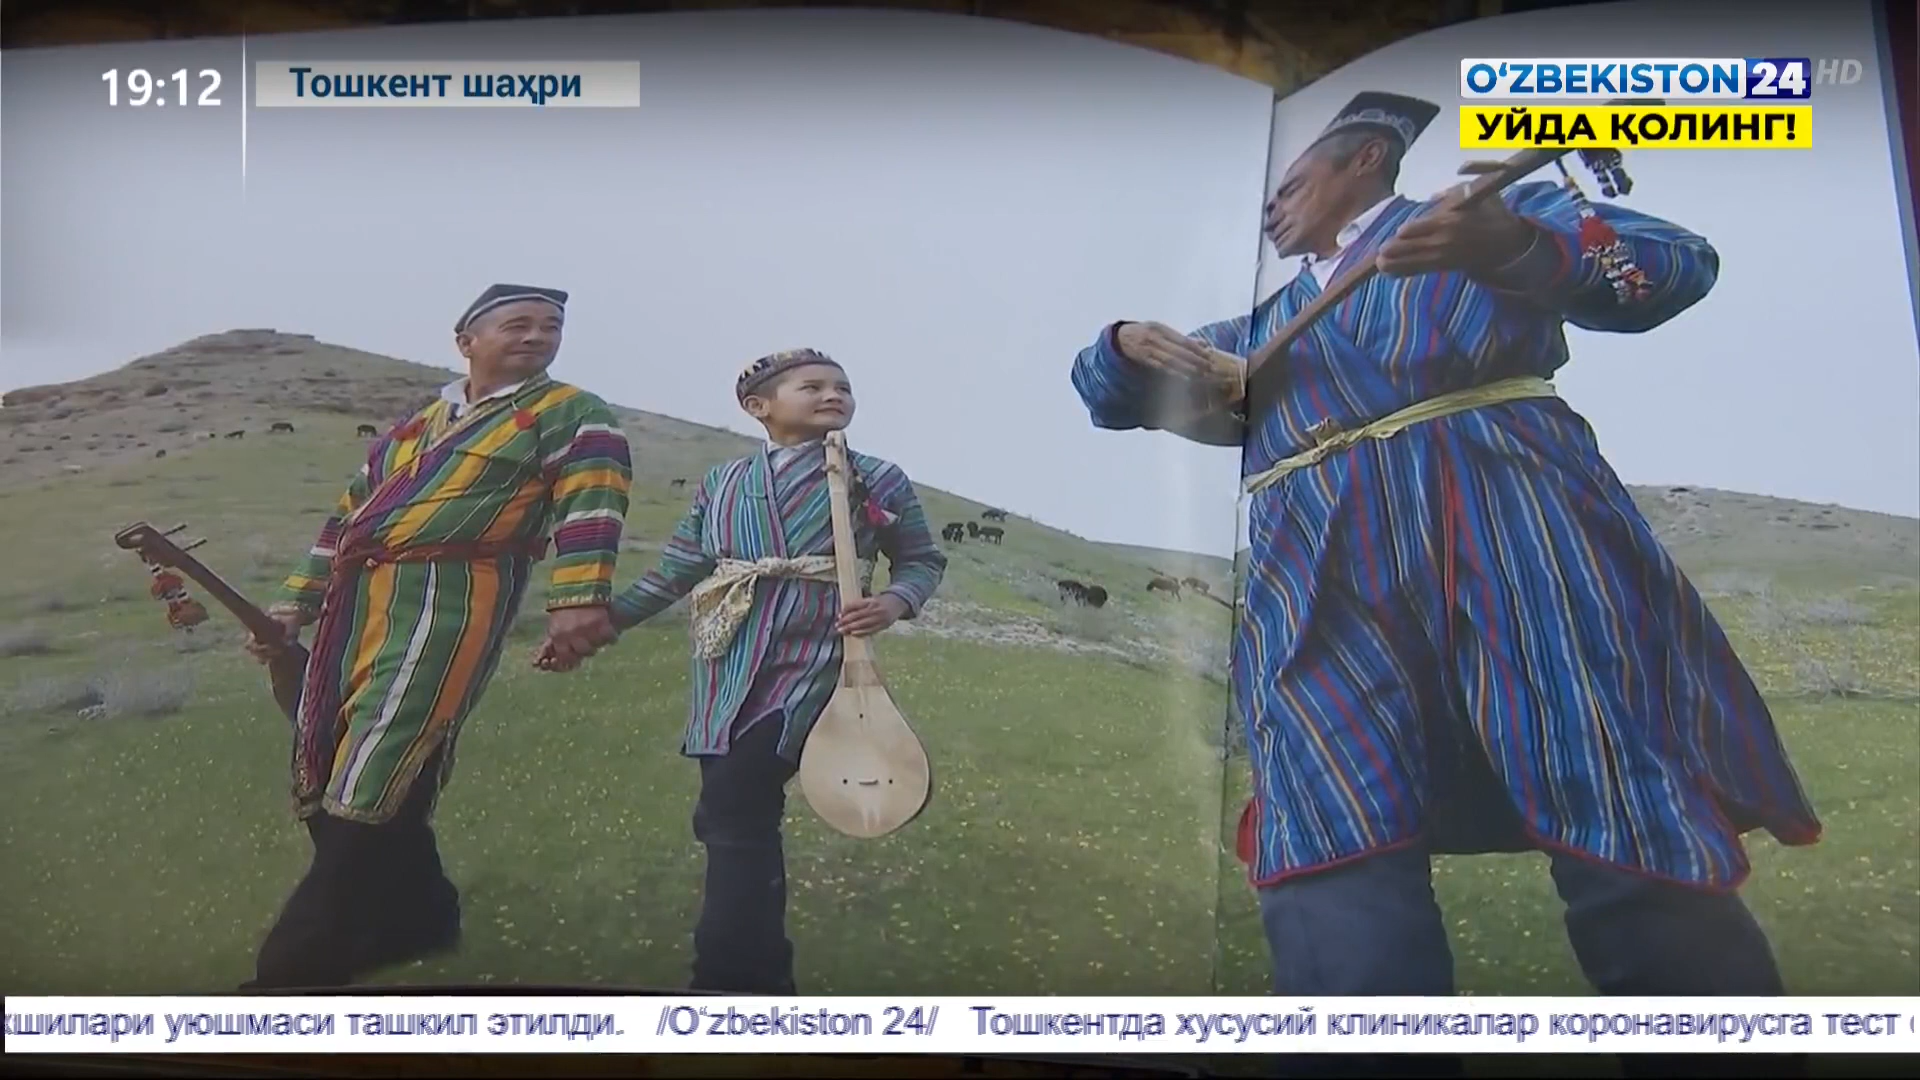 19:12
Тошкент шаҳри
O‘ZBEKISTON 24 HD
УЙДА ҚОЛИНГ!
уюшмаси ташкил этилди. /O‘zbekiston 24/ Тошкентда хусусий клиникалар коронавирусга тест